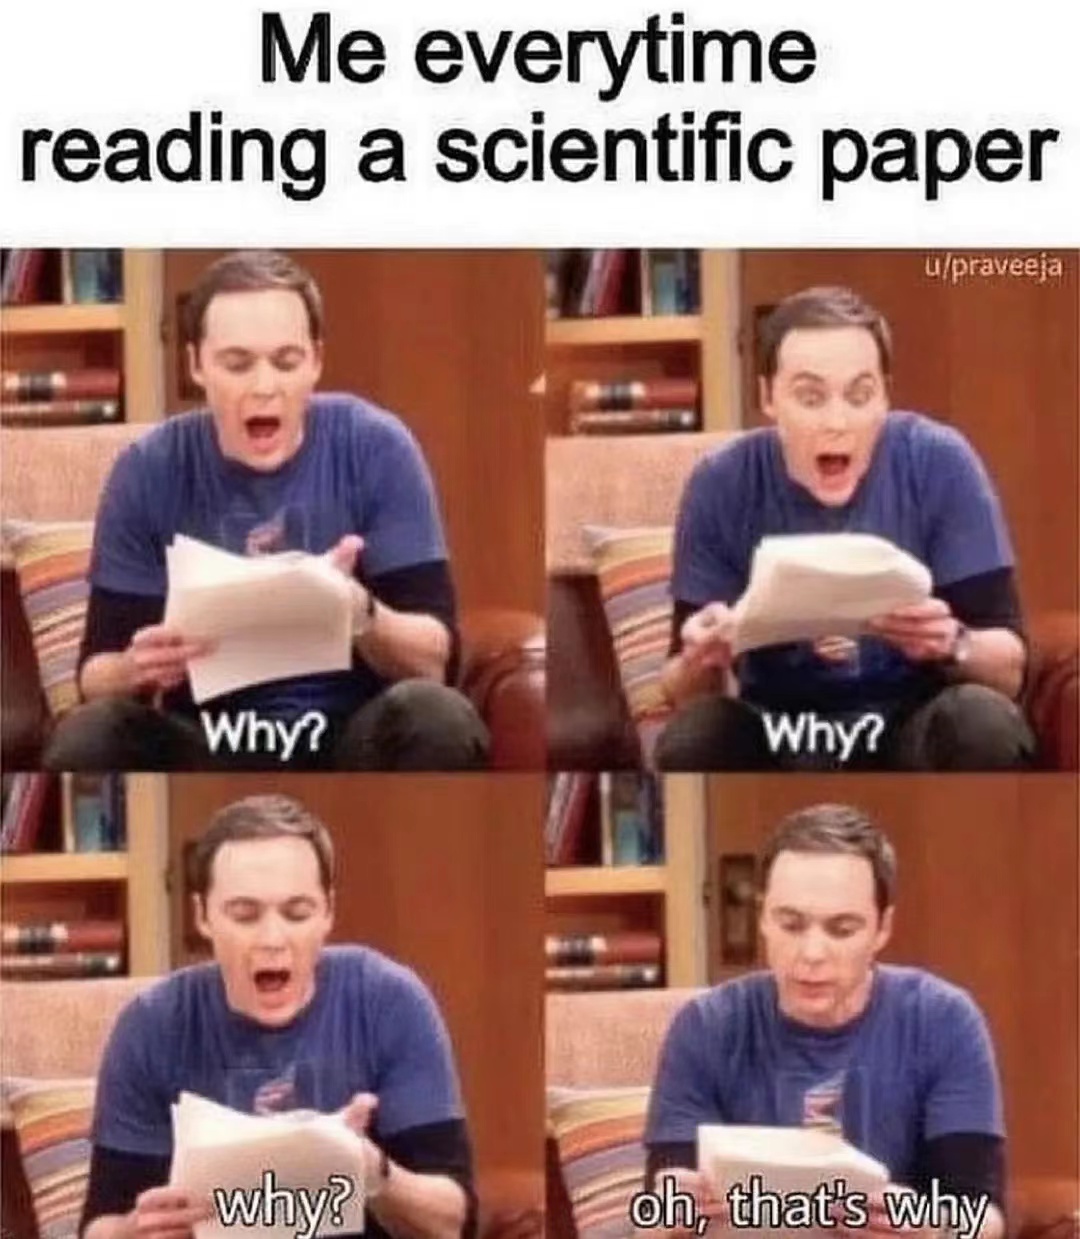 Me everytime
reading a scientific paper
u/praveeja
Why?
Why?
why?
oh, that's why